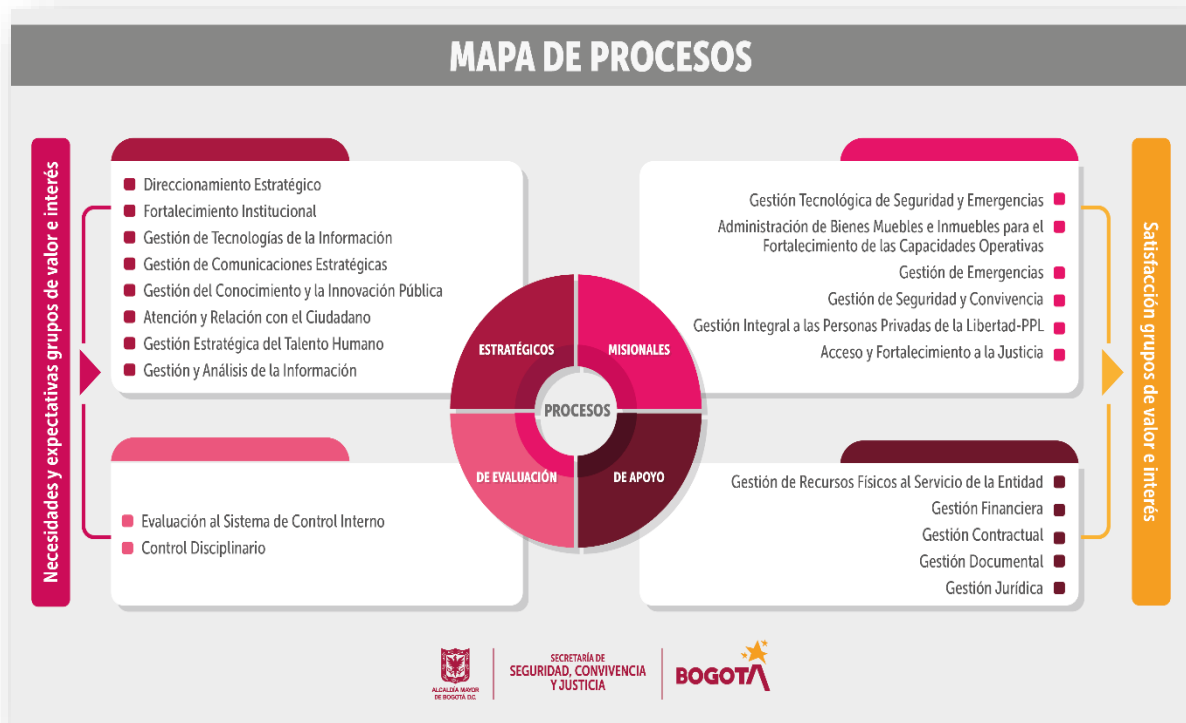 MAPA DE PROCESOS
Necesidades y expectativas grupos de valor e interés
Direccionamiento Estratégico
Fortalecimiento Institucional
Gestión de Tecnologías de la Información
Gestión de Comunicaciones Estratégicas
Gestión del Conocimiento y la Innovación Pública
Atención y Relación con el Ciudadano
Gestión Estratégica del Talento Humano
Gestión y Análisis de la Información
Evaluación al Sistema de Control Interno
Control Disciplinario
ESTRATÉGICOS
MISIONALES
PROCESOS
DE EVALUACIÓN
DE APOYO
Gestión Tecnológica de Seguridad y Emergencias
Administración de Bienes Muebles e Inmuebles para el
Fortalecimiento de las Capacidades Operativas
Gestión de Emergencias
Gestión de Seguridad y Convivencia
Gestión Integral a las Personas Privadas de la Libertad-PPL
Acceso y Fortalecimiento a la Justicia
Gestión de Recursos Físicos al Servicio de la Entidad
Gestión Financiera
Gestión Contractual
Gestión Documental
Gestión Jurídica
Satisfacción grupos de valor e interés
ALCALDÍA MAYOR
DE BOGOTÁ D.C.
SECRETARÍA DE
SEGURIDAD, CONVIVENCIA
Y JUSTICIA
BOGOTÁ